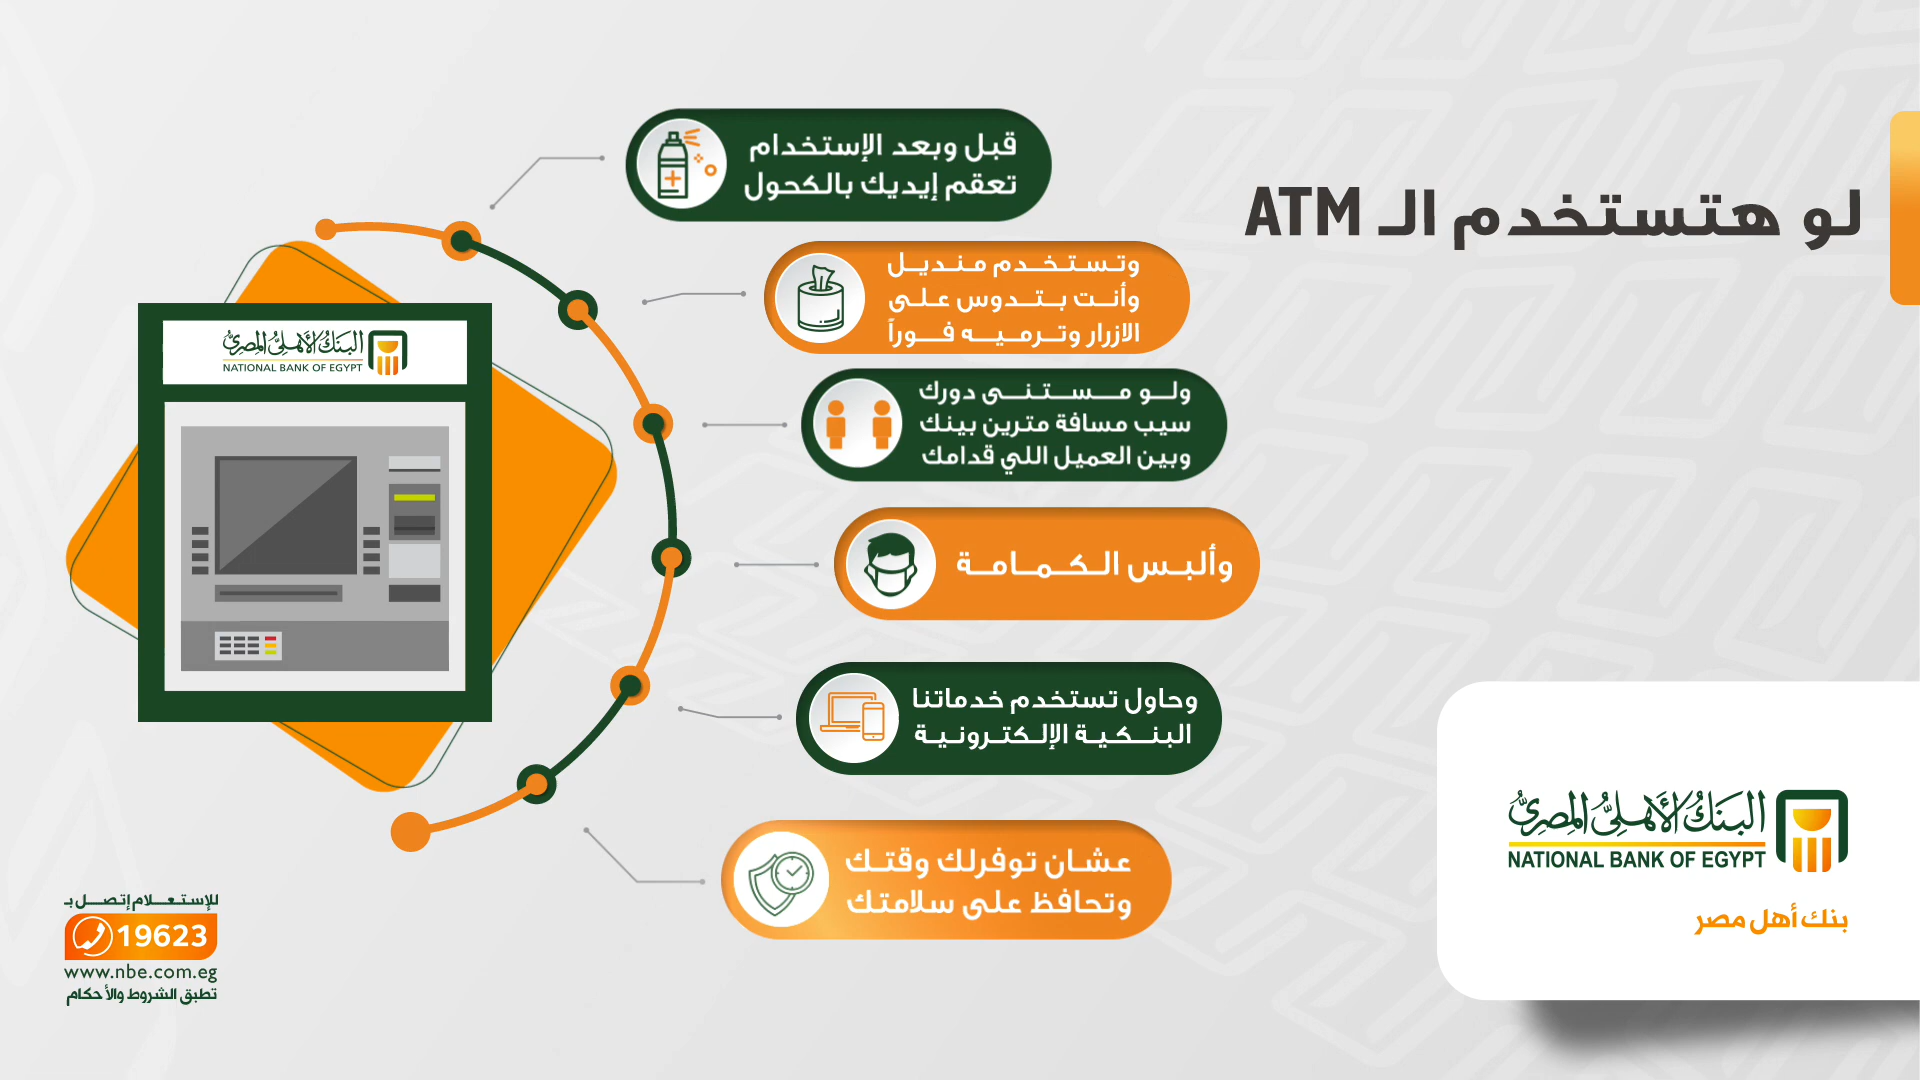 لو هتستخدم الـ ATM
قبل وبعد الإستخدام
تعقم إيديك بالكحول
وتستخدم منديل
وأنت بتدوس على
الازرار وترميه فوراً
ولو مستنى دورك
سيب مسافة مترين بينك
وبين العميل اللي قدامك
وألبس الكمامة
وحاول تستخدم خدماتنا
البنكية الإلكترونية
عشان توفرلك وقتك
وتحافظ على سلامتك
البنك الأهلي المصري
NATIONAL BANK OF EGYPT
البنك الأهلي المصري
NATIONAL BANK OF EGYPT
بنك أهل مصر
للإستعلام إتصل بـ
19623
www.nbe.com.eg
تطبق الشروط والأحكام